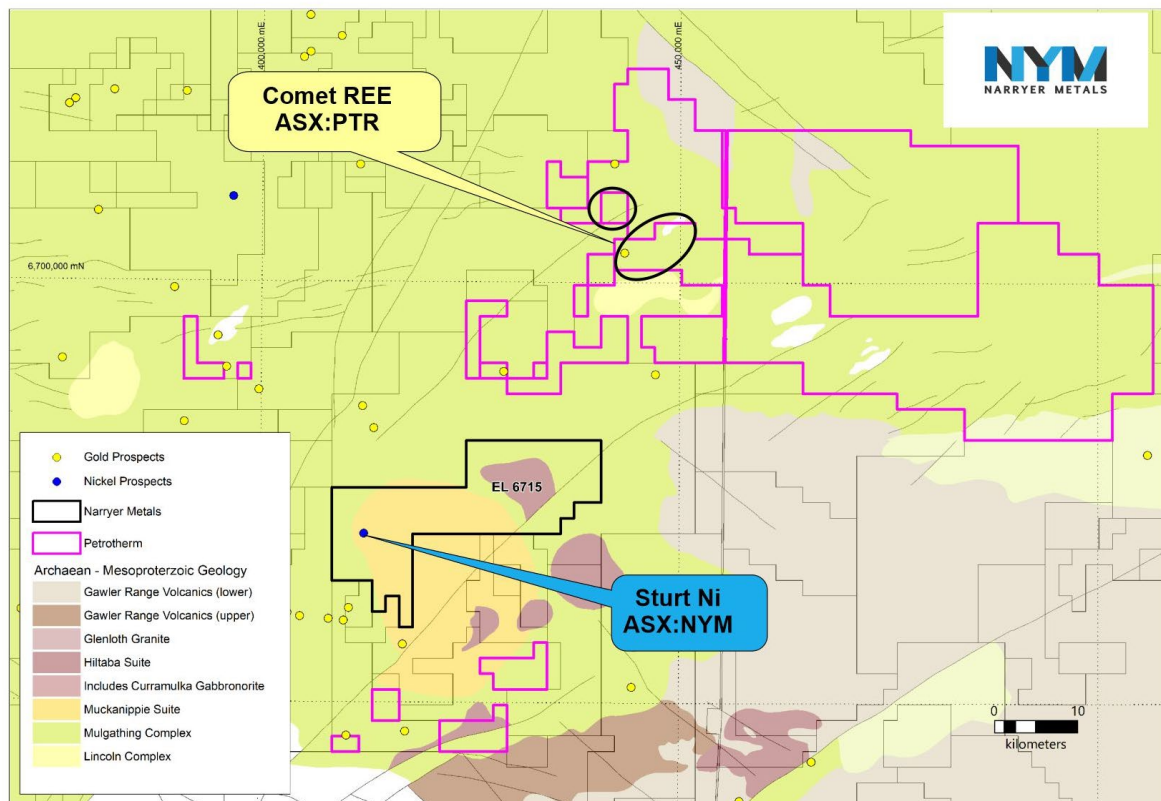 400,000 mE
450,000 mE
NYM
NARRYER METALS
Comet REE
ASX:PTR
6,700,000 mN
EL 6715
Sturt Ni
ASX:NYM
Gold Prospects
Nickel Prospects
Narryer Metals
Petrotherm
Archaean - Mesoproterzoic Geology
Gawler Range Volcanics (lower)
Gawler Range Volcanics (upper)
Glenloth Granite
Hiltaba Suite
Includes Curramulka Gabbronorite
Muckanippie Suite
Mulgathing Complex
Lincoln Complex
0 10
kilometers